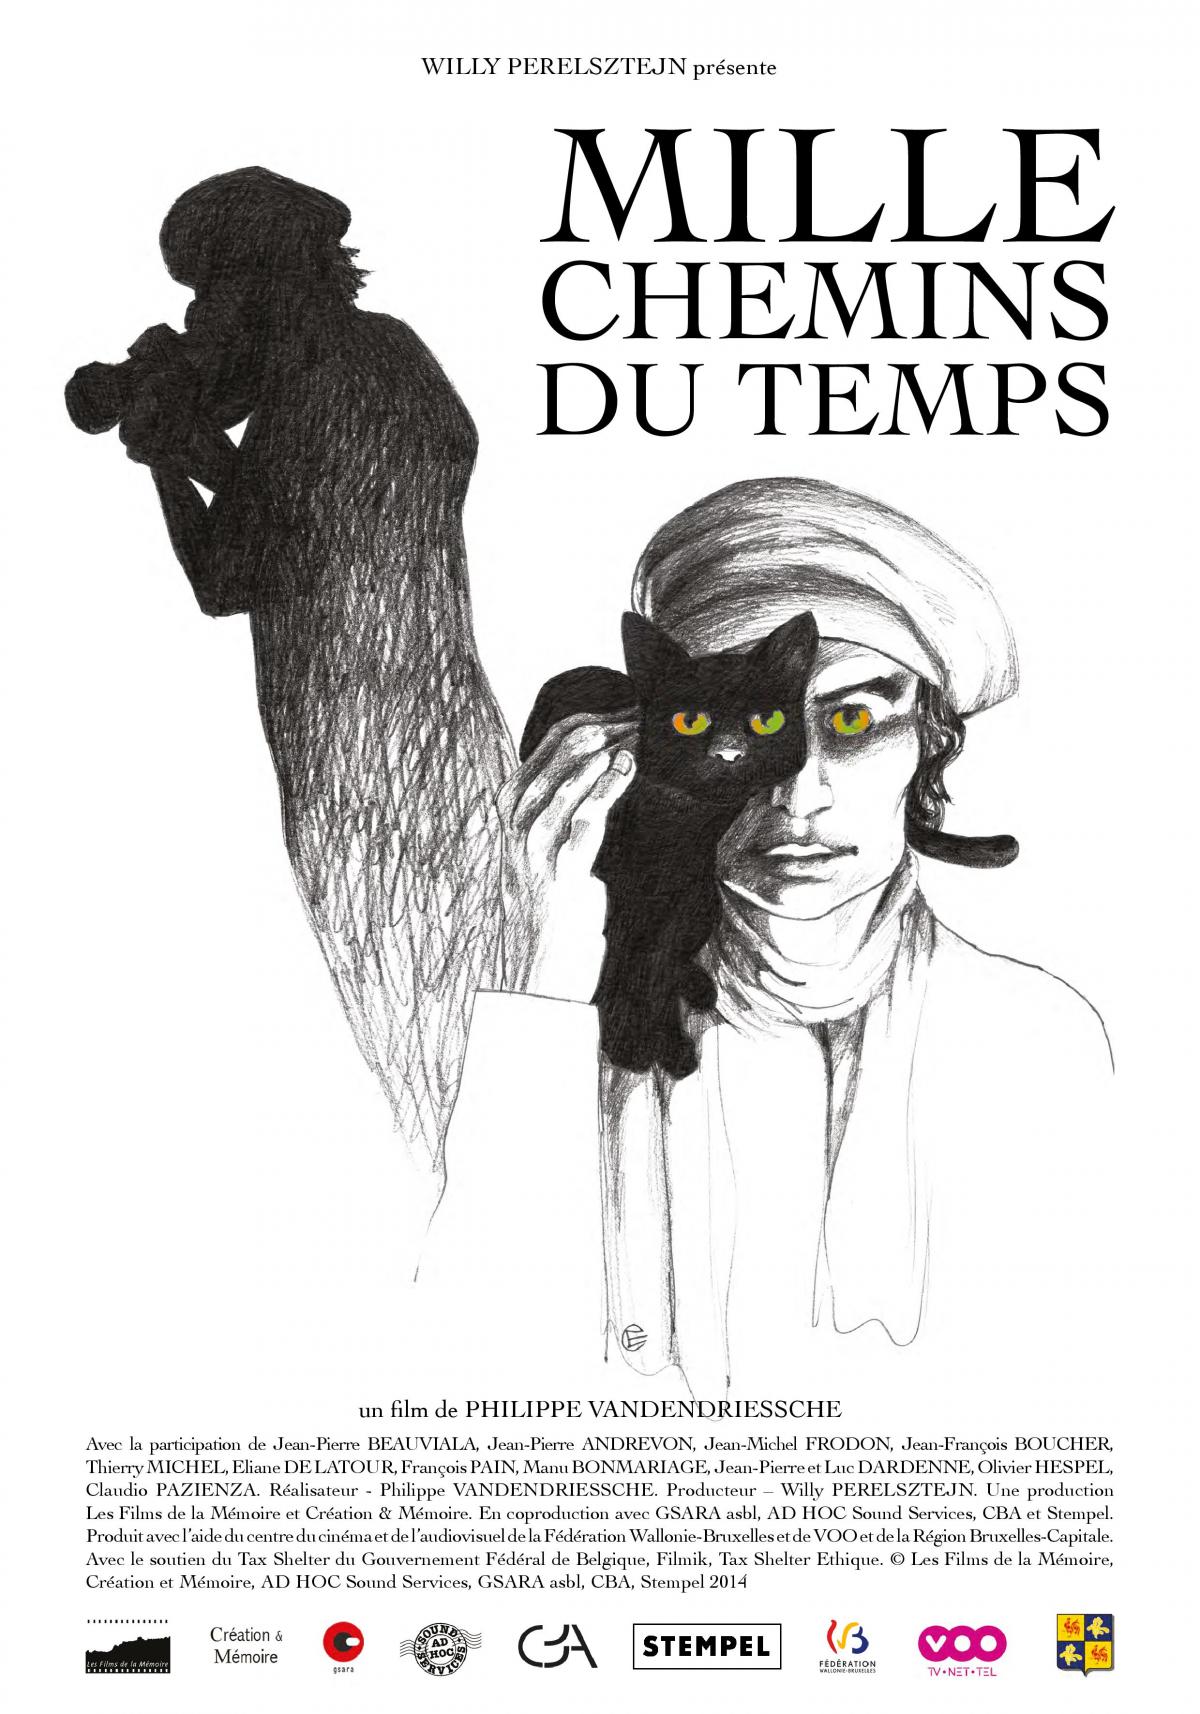 WILLY PERELSZTEJN présente
MILLE
CHEMINS
DU TEMPS
un film de PHILIPPE VANDENDRIESSCHE
Avec la participation de Jean-Pierre BEAUVIALA, Jean-Pierre ANDREVON, Jean-Michel FRODON, Jean-François BOUCHER,
Thierry MICHEL, Eliane DE LATOUR, François PAIN, Manu BONMARIAGE, Jean-Pierre et Luc DARDENNE, Olivier HESPEL,
Claudio PAZIENZA. Réalisateur - Philippe VANDENDRIESSCHE. Producteur – Willy PERELSZTEJN. Une production
Les Films de la Mémoire et Création & Mémoire. En coproduction avec GSARA asbl, AD HOC Sound Services, CBA et Stempel.
Produit avec l'aide du centre du cinéma et de l'audiovisuel de la Fédération Wallonie-Bruxelles et de VOO et de la Région Bruxelles-Capitale.
Avec le soutien du Tax Shelter du Gouvernement Fédéral de Belgique, Filmik, Tax Shelter Ethique. © Les Films de la Mémoire,
Création et Mémoire, AD HOC Sound Services, GSARA asbl, CBA, Stempel 2014
Les Films de la Mémoire
Création &
Mémoire
gsara
SOUND
AD
HOC
SERVICES
CBA
STEMPEL
FÉDÉRATION
WALLONIE-BRUXELLES
VOO
TV•NET•TEL